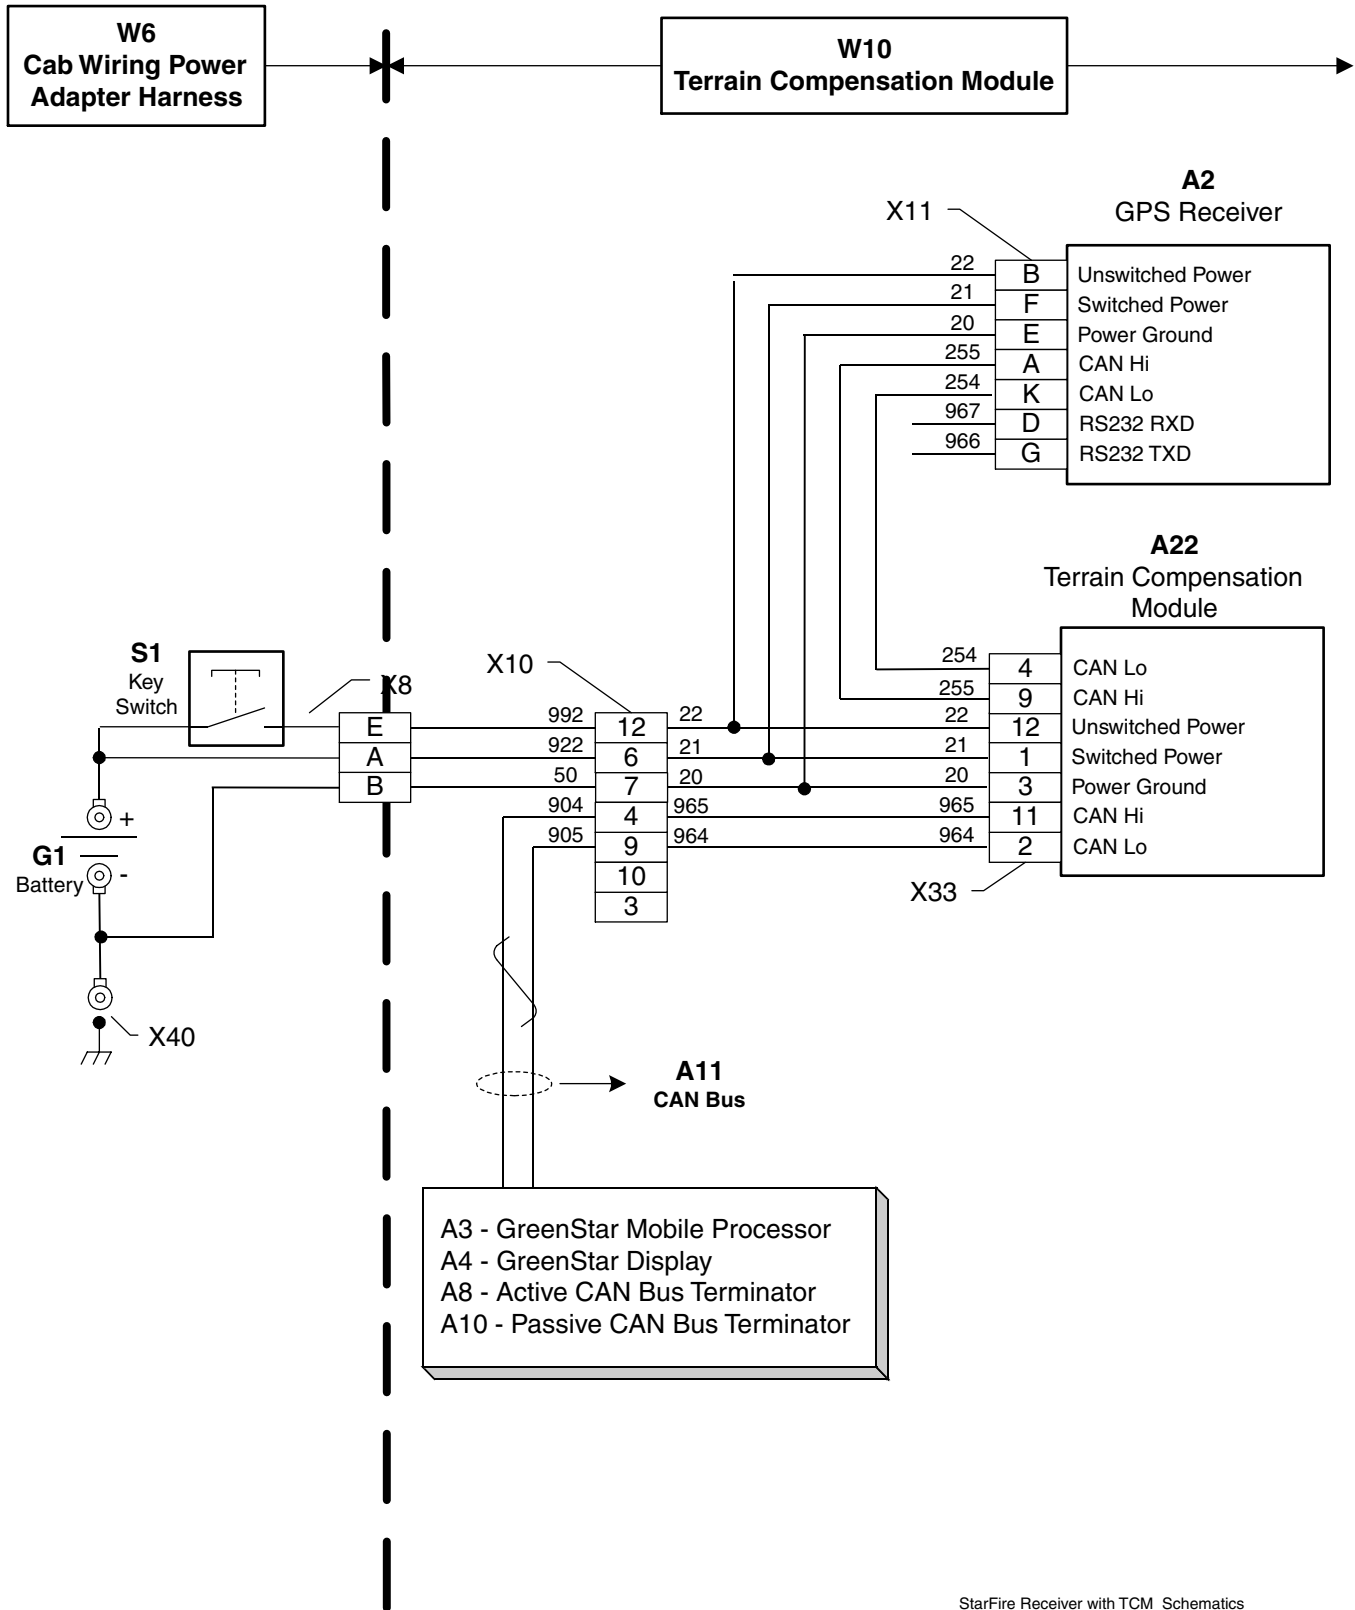 W6
Cab Wiring Power
Adapter Harness
W10
Terrain Compensation Module
A2
GPS Receiver
X11
22 B Unswitched Power
21 F Switched Power
20 E Power Ground
255 A CAN Hi
254 K CAN Lo
967 D RS232 RXD
966 G RS232 TXD
A22
Terrain Compensation
Module
254 4 CAN Lo
255 9 CAN Hi
22 12 Unswitched Power
21 1 Switched Power
20 3 Power Ground
965 11 CAN Hi
964 2 CAN Lo
X33
S1
Key
Switch
X8
X10
E 992 12 22
A 922 6 21
B 50 7 20
904 4 965
905 9 964
10
3
+
G1
Battery
-
X40
A11
CAN Bus
A3 - GreenStar Mobile Processor
A4 - GreenStar Display
A8 - Active CAN Bus Terminator
A10 - Passive CAN Bus Terminator
StarFire Receiver with TCM Schematics